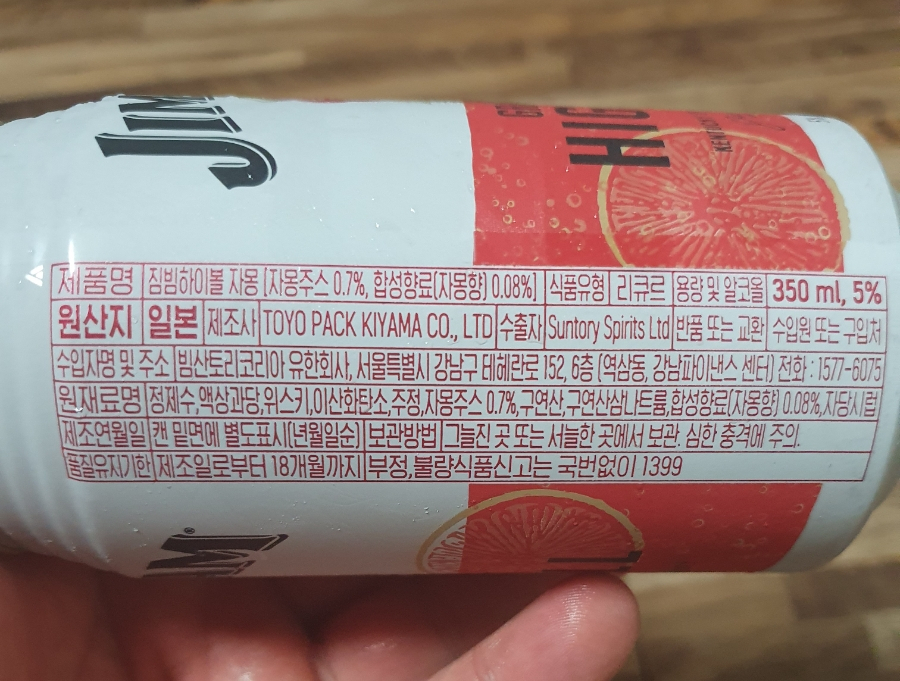 JIM
HIG
KENTUCKY
제품명 짐빔하이볼 자몽 [자몽주스 0.7%, 합성향료(자몽향) 0.08%] 식품유형 리큐르 용량 및 알코올 350 ml, 5%
원산지 일본 제조사 TOYO PACK KIYAMA CO., LTD 수출자 Suntory Spirits Ltd 반품 또는 교환 수입원 또는 구입처
수입자명 및 주소 빔산토리코리아 유한회사, 서울특별시 강남구 테헤란로 152, 6층 (역삼동, 강남파이낸스 센터) 전화 : 1577-6075
원재료명 정제수,액상과당,위스키,이산화탄소,주정,자몽주스 0.7%,구연산,구연산삼나트륨,합성향료(자몽향) 0.08%,자당시럽
제조연월일 캔 밑면에 별도표시(년월일순) 보관방법 그늘진 곳 또는 서늘한 곳에서 보관. 심한 충격에 주의.
품질유지기한 제조일로부터 18개월까지 부정,불량식품신고는 국번없이 1399
IM®